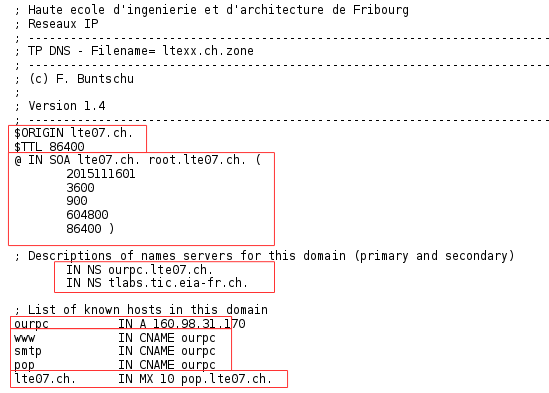 ; Haute ecole d'ingenierie et d'architecture de Fribourg
; Reseaux IP
; ---------------------------------------------------------------------------
; TP DNS - Filename= ltexx.ch.zone
; ---------------------------------------------------------------------------
; (c) F. Buntschu
;
; Version 1.4
; ---------------------------------------------------------------------------
$ORIGIN lte07.ch.
$TTL 86400
@ IN SOA lte07.ch. root.lte07.ch. (
2015111601
3600
900
604800
86400 )
; Descriptions of names servers for this domain (primary and secondary)
IN NS ourpc.lte07.ch.
IN NS tlabs.tic.eia-fr.ch.
; List of known hosts in this domain
ourpc IN A 160.98.31.170
www IN CNAME ourpc
smtp IN CNAME ourpc
pop IN CNAME ourpc
lte07.ch. IN MX 10 pop.lte07.ch.